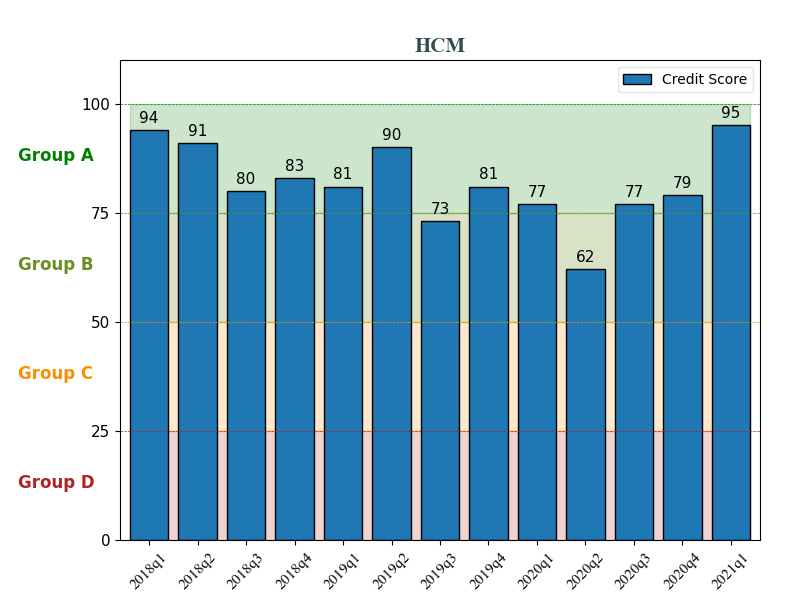 HCM
Credit Score
100
75
50
25
0
Group A
Group B
Group C
Group D
94
91
80
83
81
90
73
81
77
62
77
79
95
2018q1
2018q2
2018q3
2018q4
2019q1
2019q2
2019q3
2019q4
2020q1
2020q2
2020q3
2020q4
2021q1